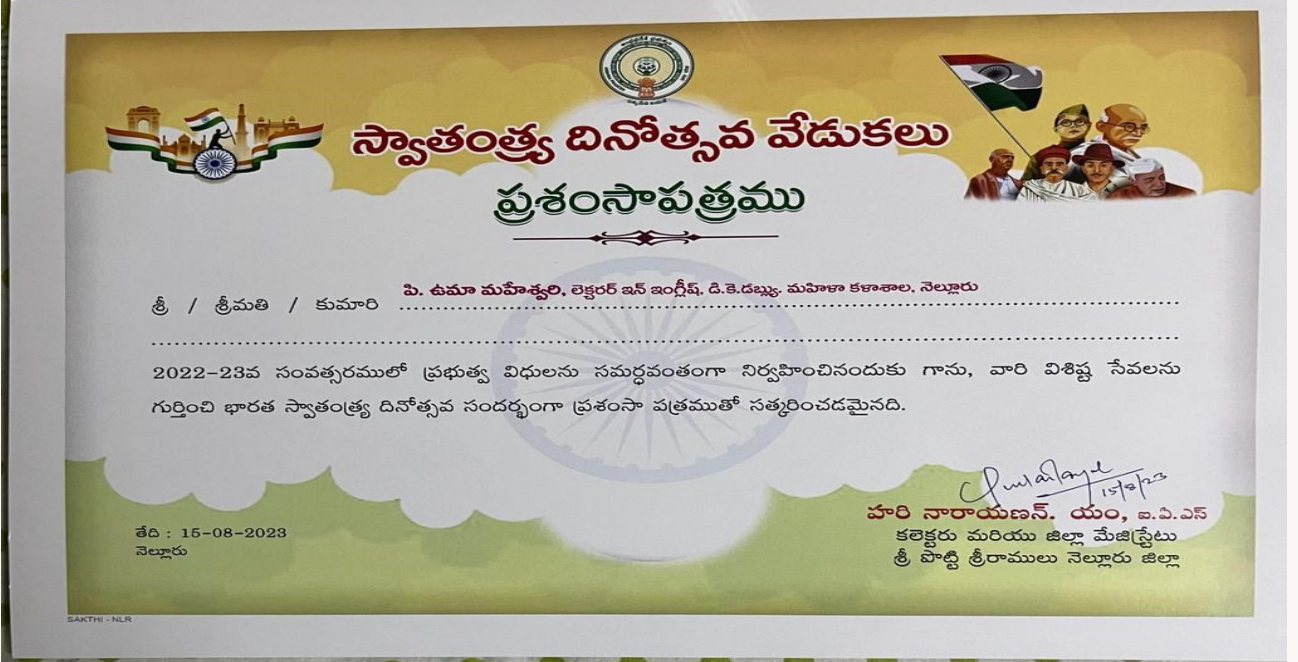 స్వాతంత్ర్య దినోత్సవ వేడుకలు
ప్రశంసాపత్రము
శ్రీ / శ్రీమతి / కుమారి పి. ఉమా మహేశ్వరి, లెక్చరర్ ఇన్ ఇంగ్లీష్, డి.కె.డబ్ల్యు. మహిళా కళాశాల, నెల్లూరు
2022-23వ సంవత్సరములో ప్రభుత్వ విధులను సమర్ధవంతంగా నిర్వహించినందుకు గాను, వారి విశిష్ట సేవలను
గుర్తించి భారత స్వాతంత్ర్య దినోత్సవ సందర్భంగా ప్రశంసా పత్రముతో సత్కరించడమైనది.
15/8/23
హరి నారాయణన్. యం, ఐ.ఏ.ఎస్
తేది : 15-08-2023
కలెక్టరు మరియు జిల్లా మేజిస్ట్రేటు
నెల్లూరు
శ్రీ పొట్టి శ్రీరాములు నెల్లూరు జిల్లా
SAKTHI - NLR